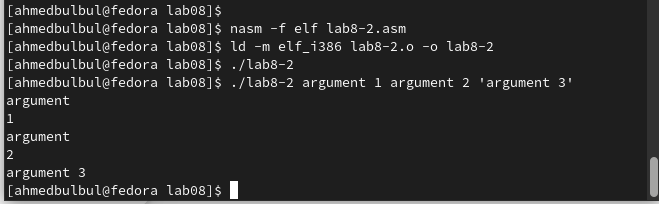 [ahmedbulbul@fedora lab08]$
[ahmedbulbul@fedora lab08]$ nasm -f elf lab8-2.asm
[ahmedbulbul@fedora lab08]$ ld -m elf_i386 lab8-2.o -o lab8-2
[ahmedbulbul@fedora lab08]$ ./lab8-2
[ahmedbulbul@fedora lab08]$ ./lab8-2 argument 1 argument 2 'argument 3'
argument
1
argument
2
argument 3
[ahmedbulbul@fedora lab08]$